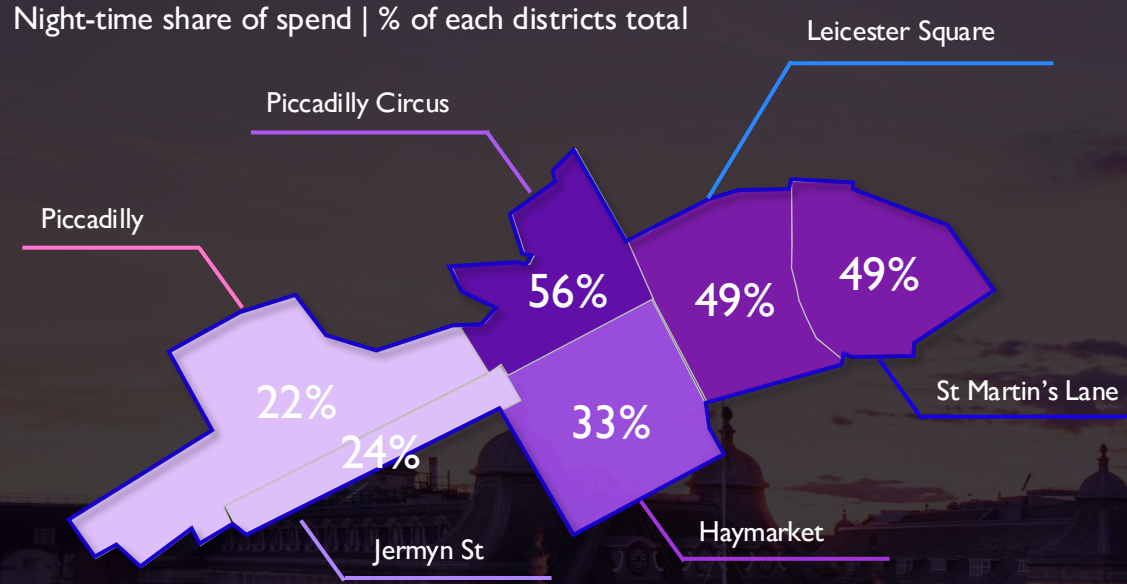 Night-time share of spend | % of each districts total
Leicester Square
Piccadilly Circus
Piccadilly
56%
49%
49%
22%
24%
33%
St Martin’s Lane
Haymarket
Jermyn St